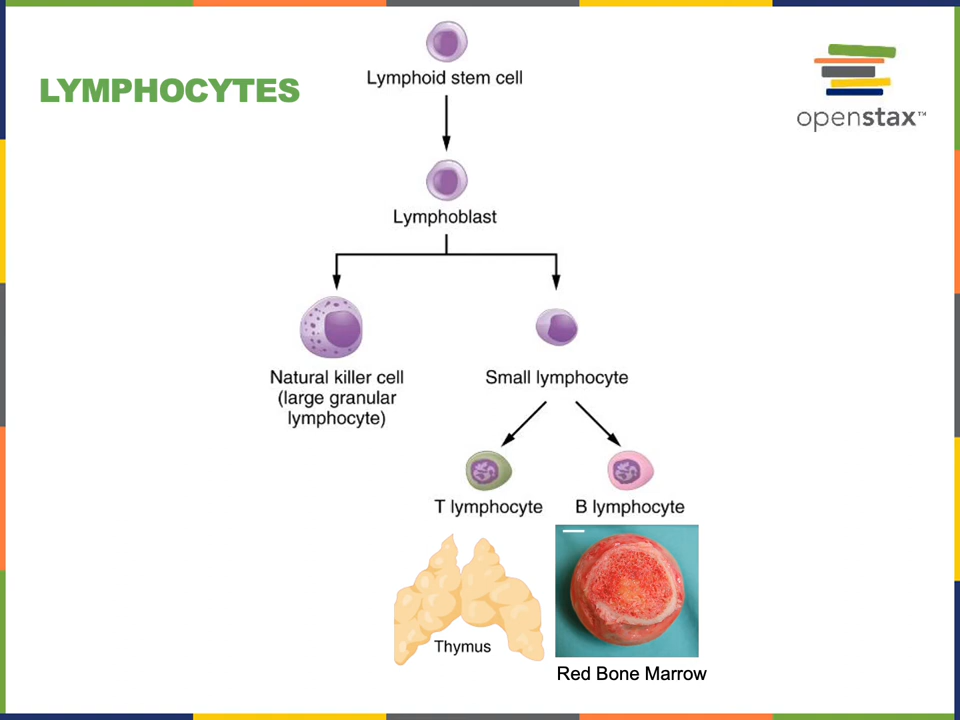 Lymphoid stem cell
LYMPHOCYTES
openstax™
Lymphoblast
Natural killer cell
(large granular
lymphocyte)
Small lymphocyte
T lymphocyte
B lymphocyte
Thymus
Red Bone Marrow